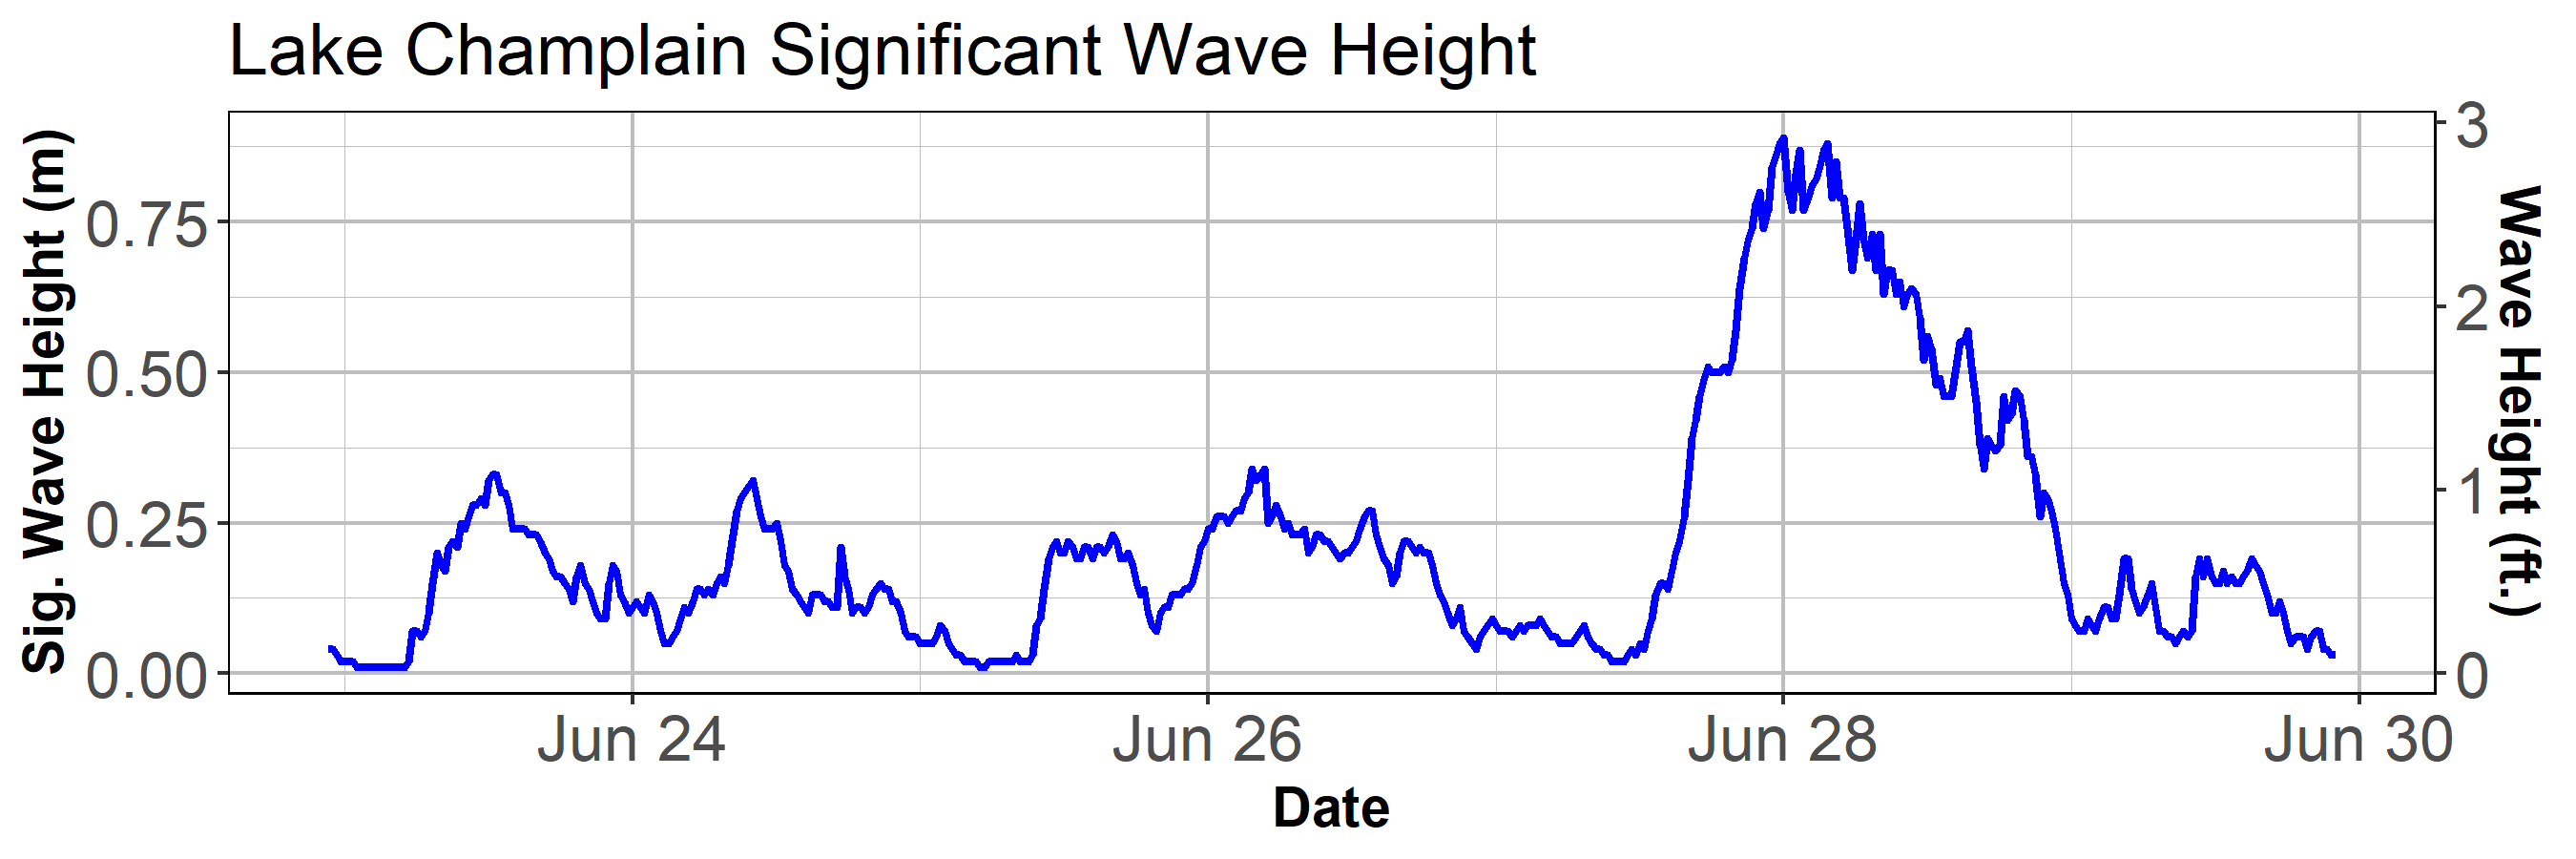 Lake Champlain Significant Wave Height
Sig. Wave Height (m)
0.75
0.50
0.25
0.00
3
2
1
0
Wave Height (ft.)
Jun 24
Jun 26
Jun 28
Jun 30
Date